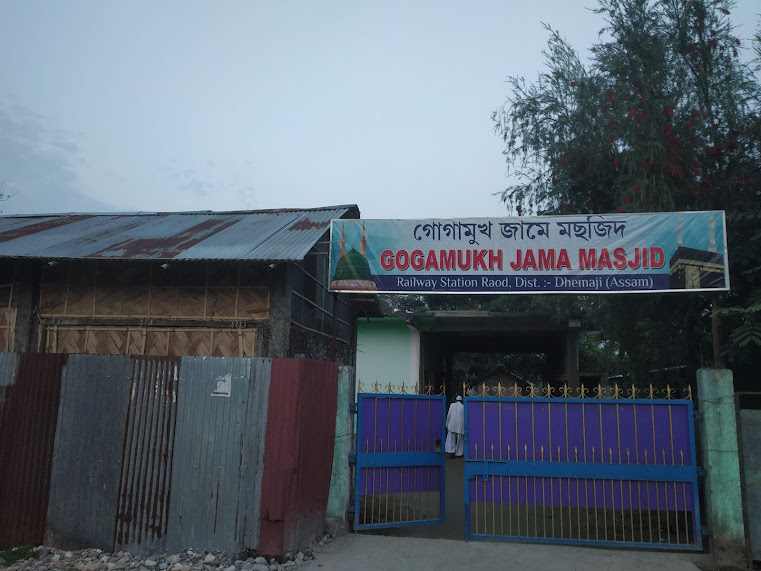 গোগামুখ জামে মছজিদ
GOGAMUKH JAMA MASJID
Railway Station Raod, Dist. :- Dhemaji (Assam)